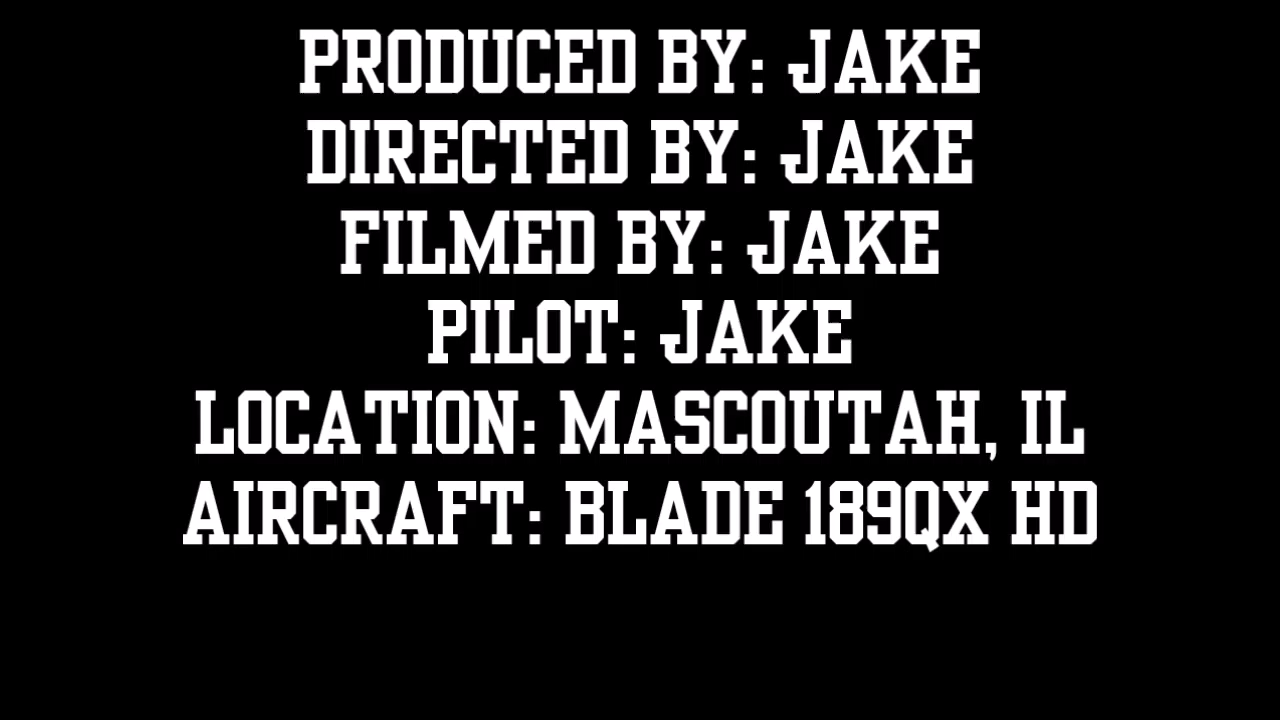 PRODUCED BY: JAKE
DIRECTED BY: JAKE
FILMED BY: JAKE
PILOT: JAKE
LOCATION: MASCOUTAH, IL
AIRCRAFT: BLADE 189QX HD